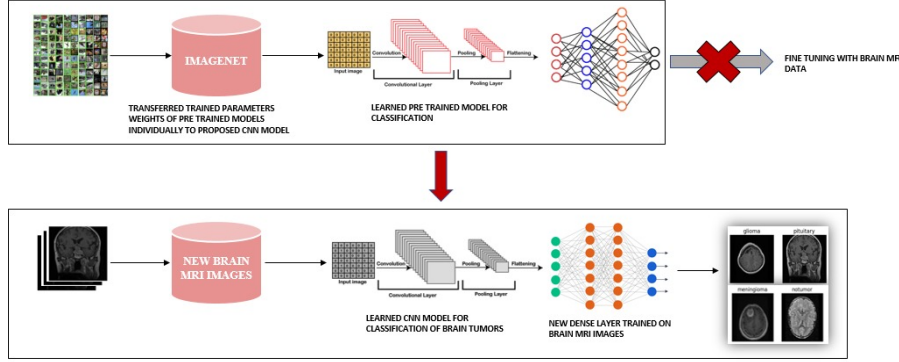 IMAGENET
Input image
Convolution
Pooling
Flattening
Convolutional Layer
Pooling Layer
TRANSFERRED TRAINED PARAMETERS
WEIGHTS OF PRE TRAINED MODELS
INDIVIDUALLY TO PROPOSED CNN MODEL
LEARNED PRE TRAINED MODEL FOR
CLASSIFICATION
FINE TUNING WITH BRAIN MR
DATA
NEW BRAIN
MRI IMAGES
Input image
Convolution
Pooling
Flattening
Convolutional Layer
Pooling Layer
LEARNED CNN MODEL FOR
CLASSIFICATION OF BRAIN TUMORS
NEW DENSE LAYER TRAINED ON
BRAIN MRI IMAGES
glioma
pituitary
meningioma
notumor